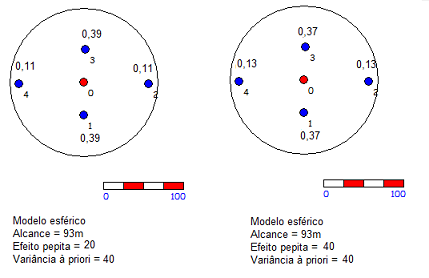 0,39
3
0,11
4
0
0,11
2
1
0,39
0
100
Modelo esférico
Alcance = 93m
Efeito pepita = 20
Variância à priori = 40
0,37
3
0,13
4
0
0,13
2
1
0,37
0
100
Modelo esférico
Alcance = 93m
Efeito pepita = 40
Variância à priori = 40